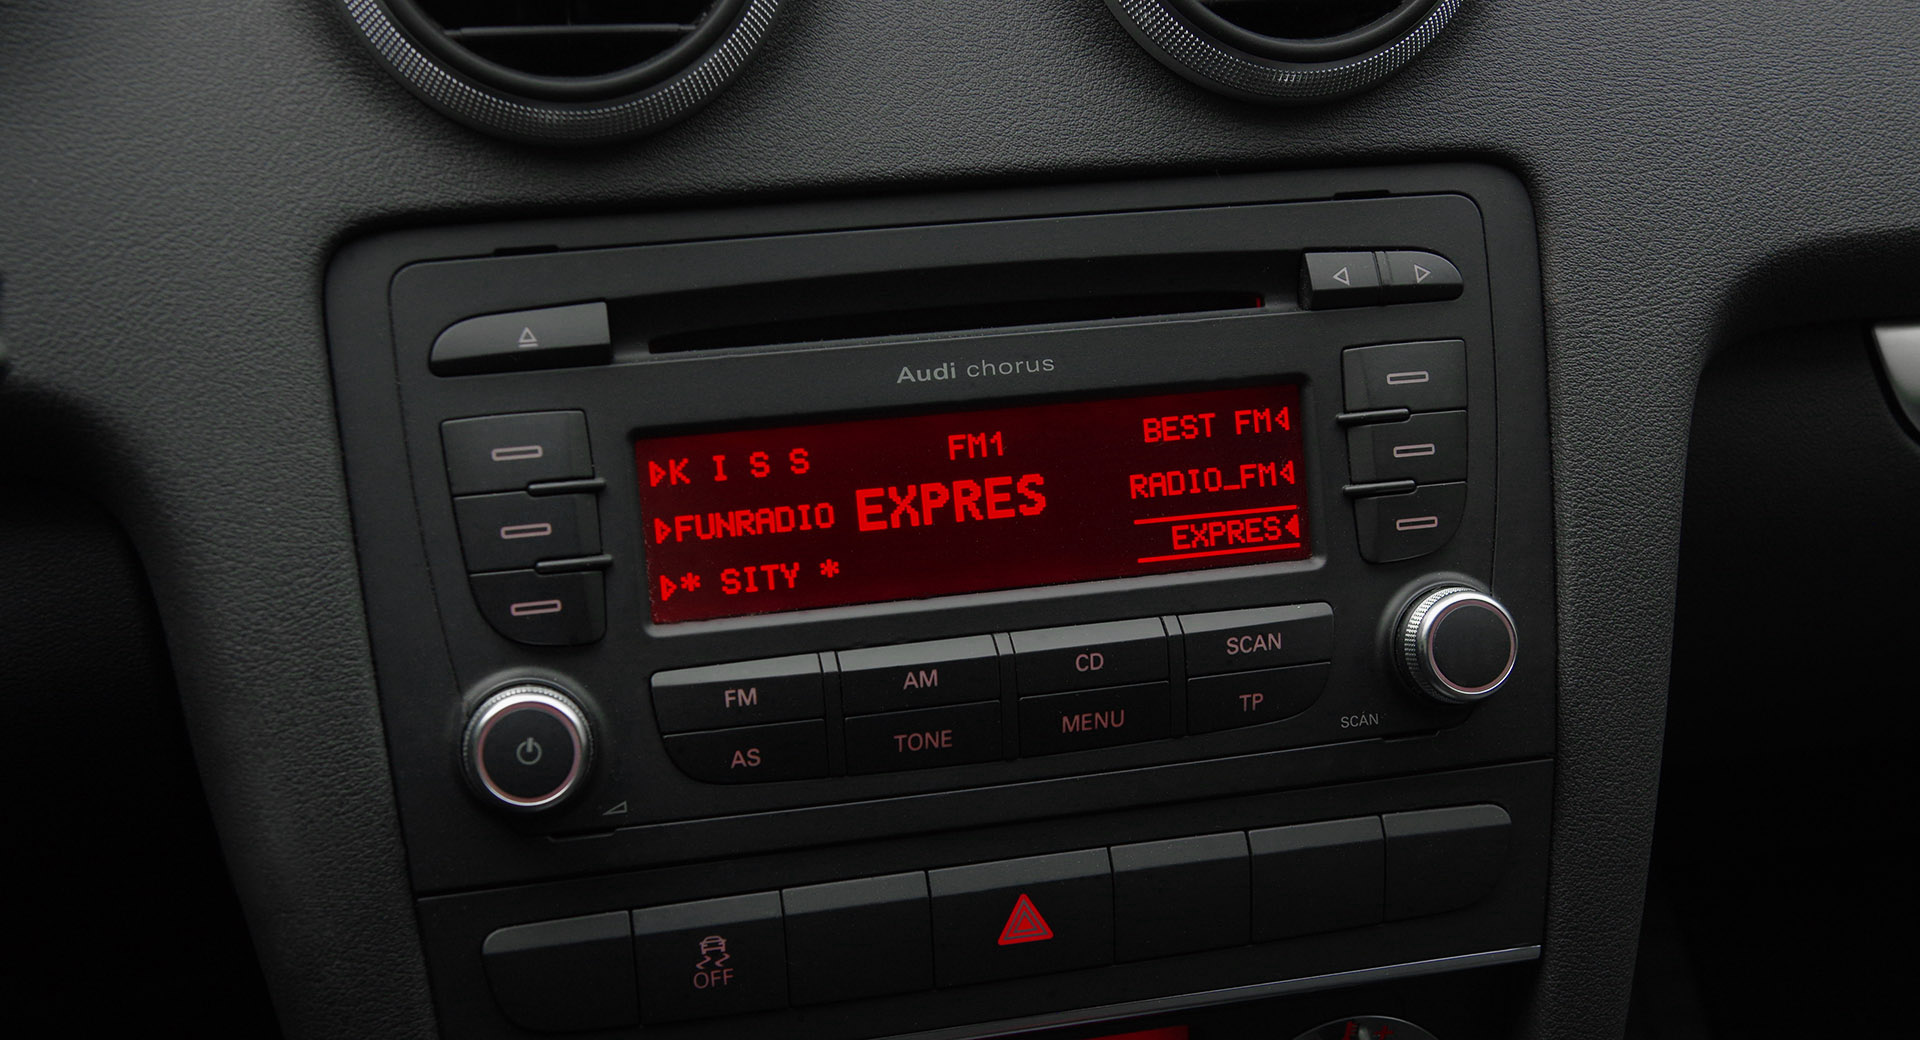 Audi chorus
K I S S
FM1
BEST FM
FUNRADIO
EXPRES
RADIO_FM
* SITY *
EXPRES
FM
AM
CD
SCAN
AS
TONE
MENU
TP
SCAN
OFF